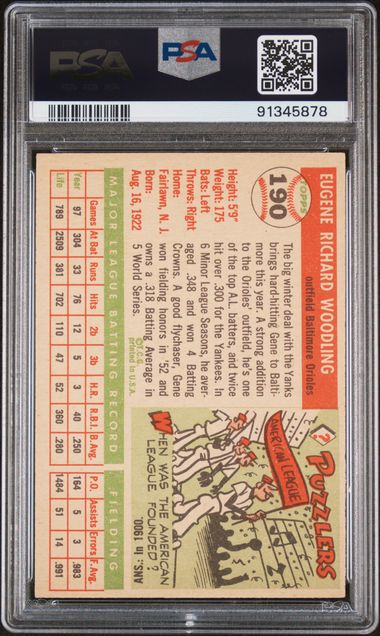 PSA
PSA
91345878
TOPPS
190
EUGENE RICHARD WOODLING
outfield Baltimore Orioles
Height: 5'9"
Weight: 175
Bats: Left
Throws: Right
Home:
Fairlawn, N. J.
Born:
Aug. 16, 1922
The big winter deal with the Yanks
brings hard-hitting Gene to Balti-
more this year. A strong addition
to the Orioles' outfield, he's one
of the top A.L. batters, and twice
hit over .300 for the Yankees. In
6 Minor League Seasons, he aver-
aged .348 and won 4 Batting
Crowns. A good flychaser, Gene
won fielding honors in '52 and
owns a .318 Batting Average in
5 World Series.
©T.C.G.
printed in U.S.A.
?
PUZZLERS
AMERICAN LEAGUE
WHEN WAS THE AMERICAN
LEAGUE FOUNDED?
ANS: IN 1900.
MAJOR LEAGUE BATTING RECORD FIELDING
Games At Bat Runs Hits 2b 3b H.R. R.B.I. B.Avg. P.O. Assists Errors F.Avg.
Year 97 304 33 76 12 5 3 40 .250 164 5 3 .983
Life 789 2509 381 702 110 47 52 360 .280 1484 51 14 .991